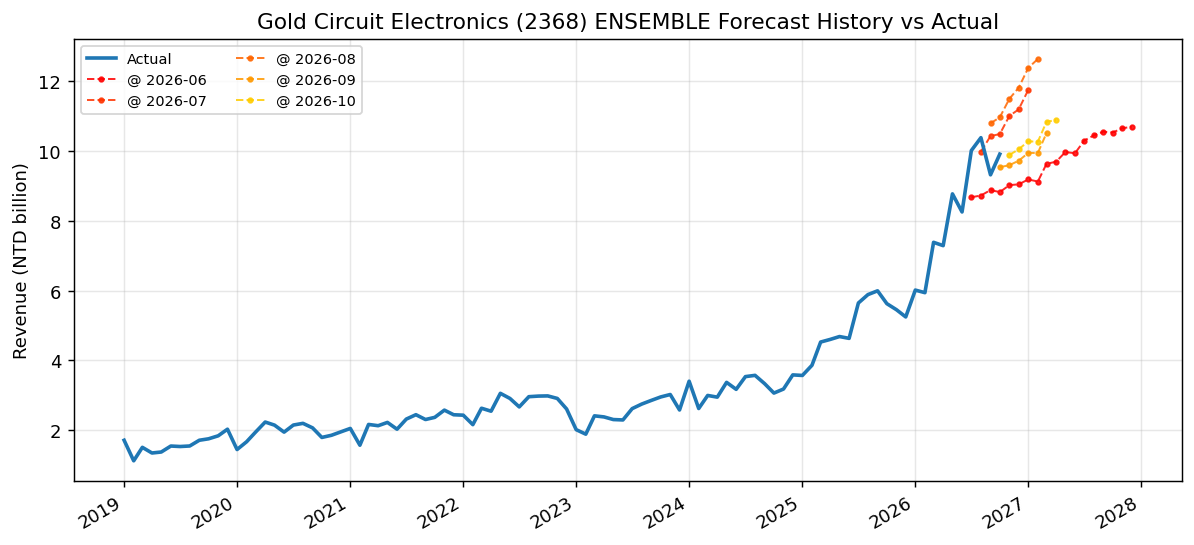 Gold Circuit Electronics (2368) ENSEMBLE Forecast History vs Actual
Actual
@ 2026-06
@ 2026-07
@ 2026-08
@ 2026-09
@ 2026-10
Revenue (NTD billion)
12
10
8
6
4
2
2019 2020 2021 2022 2023 2024 2025 2026 2027 2028